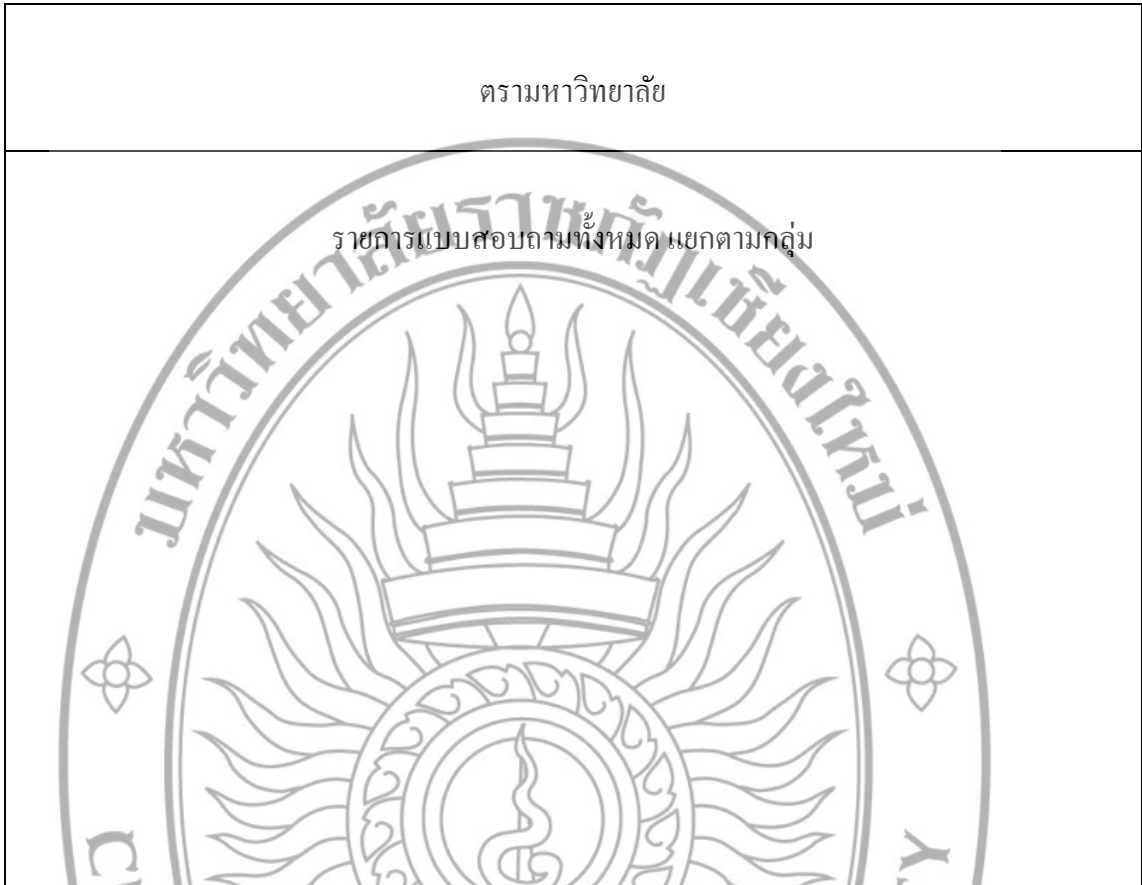 ตรามหาวิทยาลัย
รายการแบบสอบถามทั้งหมด แยกตามกลุ่ม
มหาวิทยาลัยราชภัฏเชียงใหม่